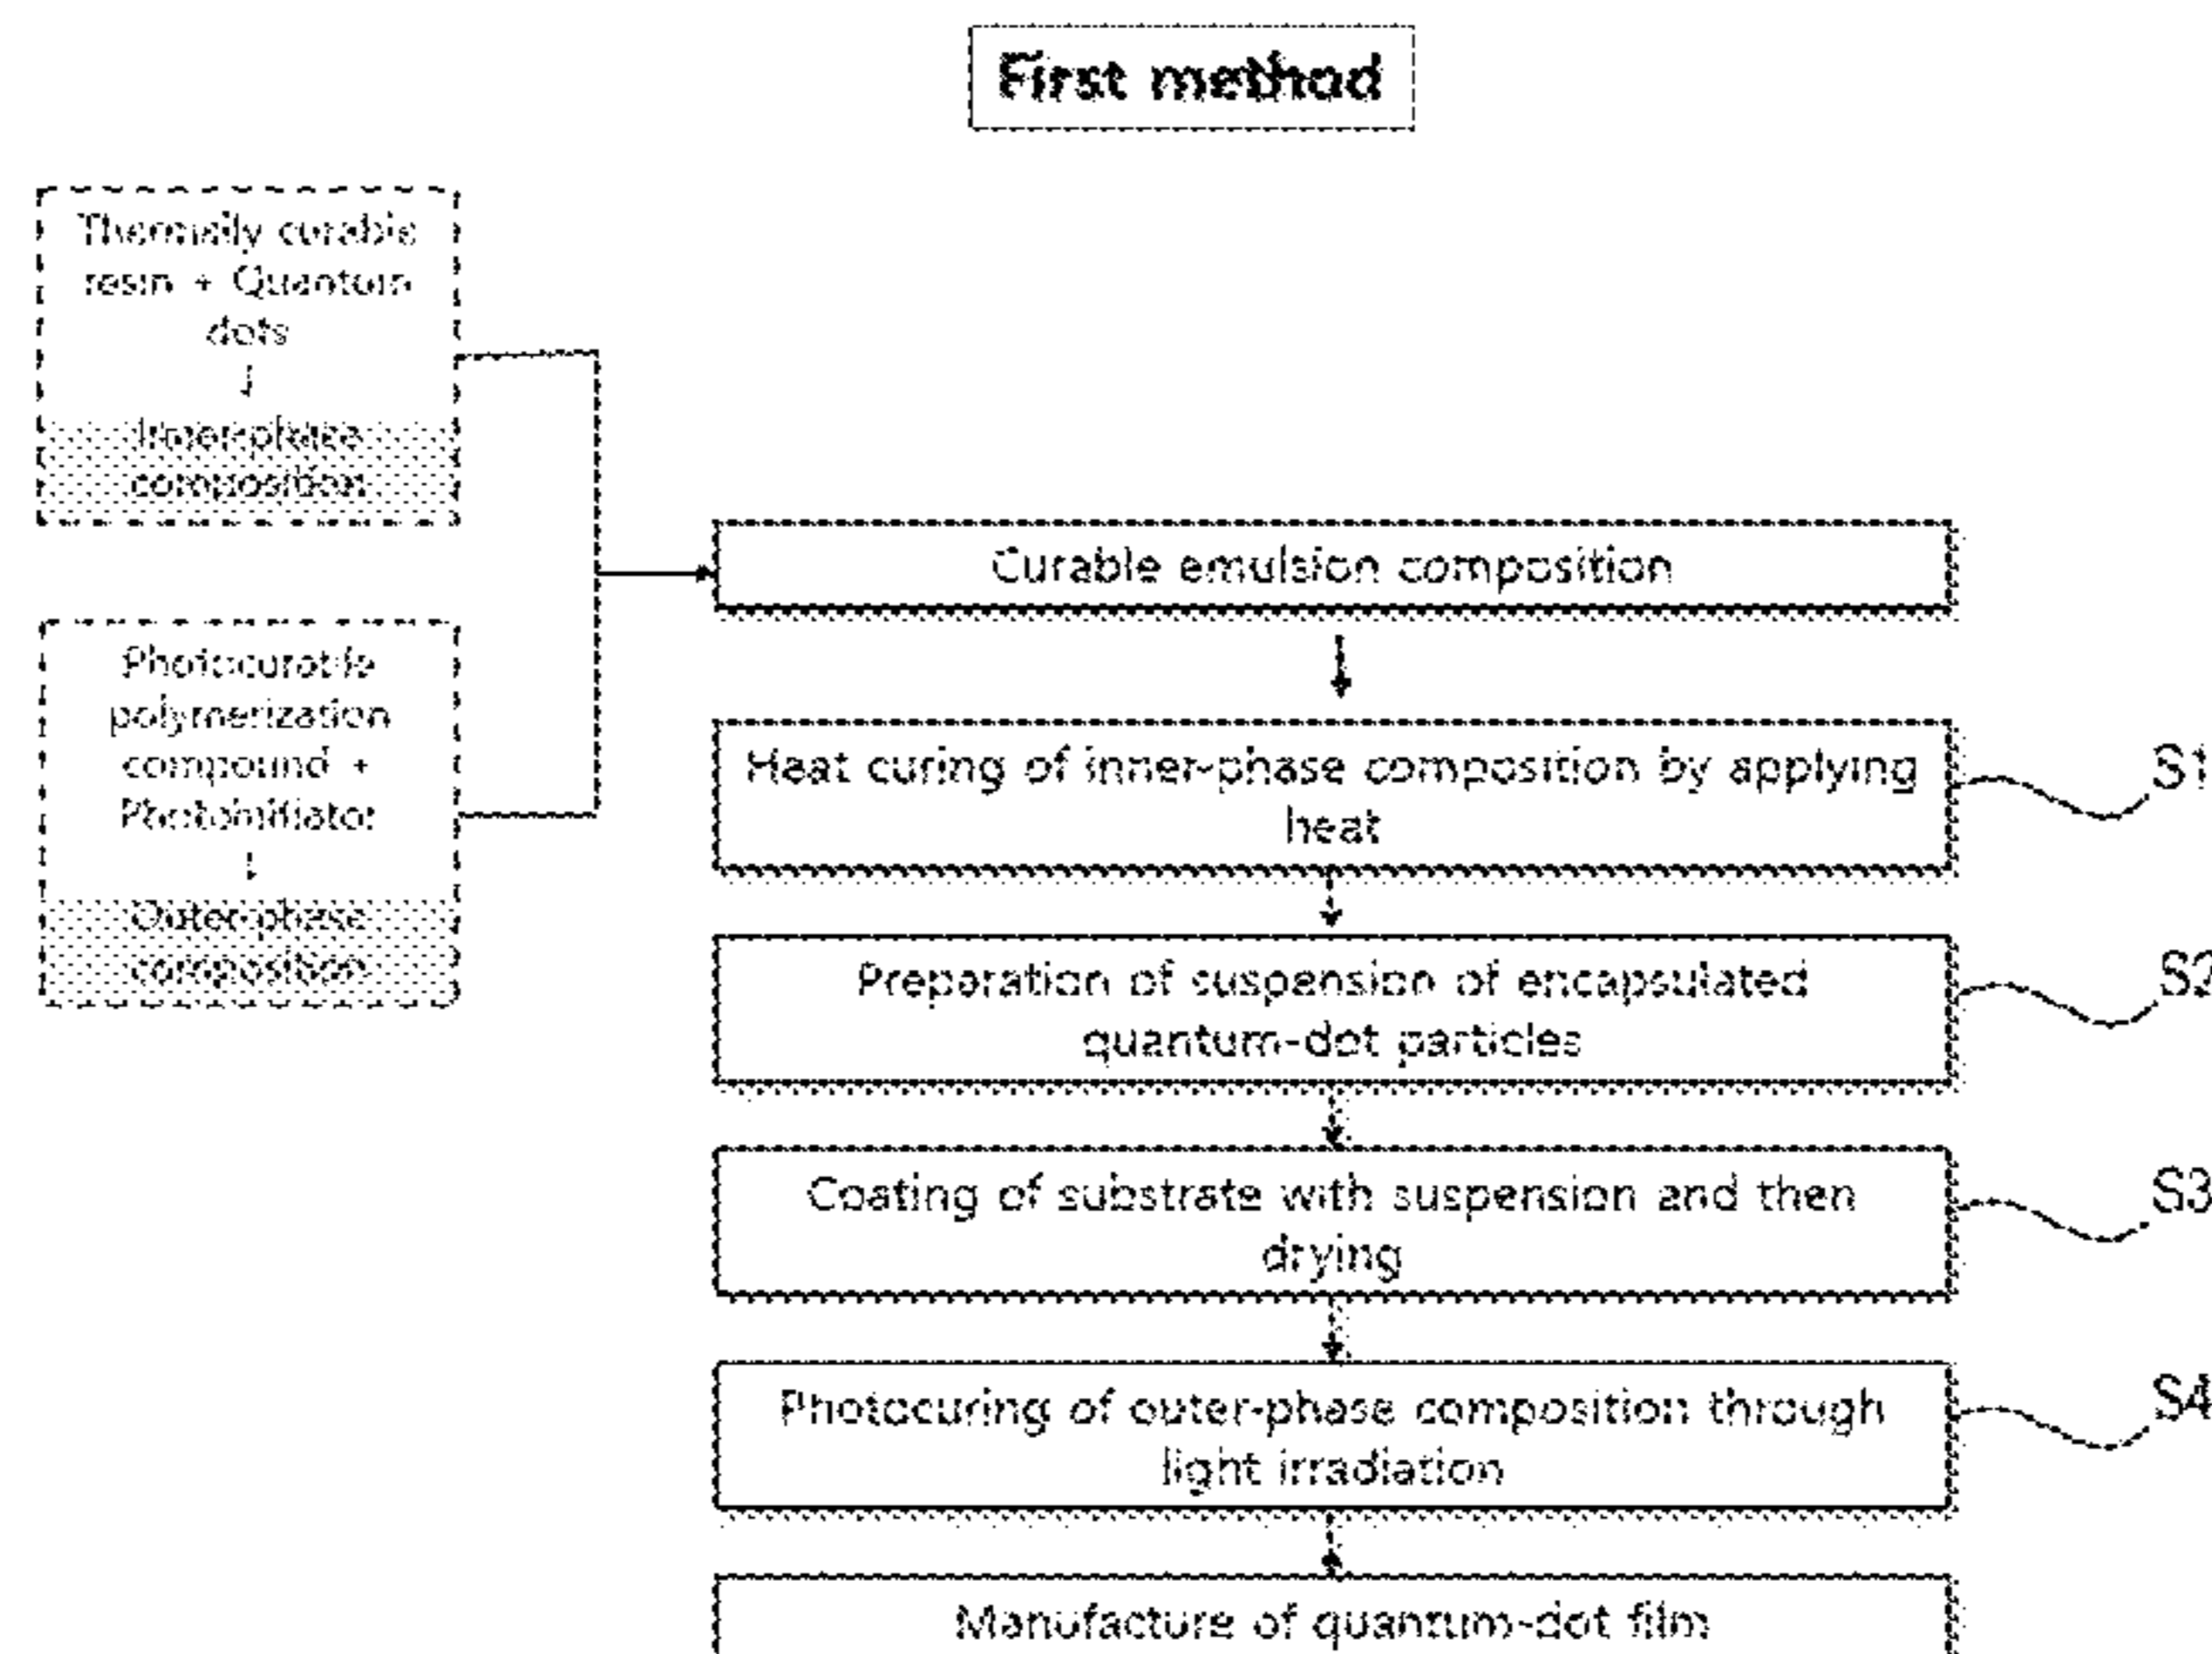 First method
Thermally curable
resin + Quantum
dots
Inner-phase
composition
Photocurable
polymerization
compound +
Photoinitiator
Outer-phase
composition
Curable emulsion composition
Heat curing of inner-phase composition by applying
heat
S1
Preparation of suspension of encapsulated
quantum-dot particles
S2
Coating of substrate with suspension and then
drying
S3
Photocuring of outer-phase composition through
light irradiation
S4
Manufacture of quantum-dot film